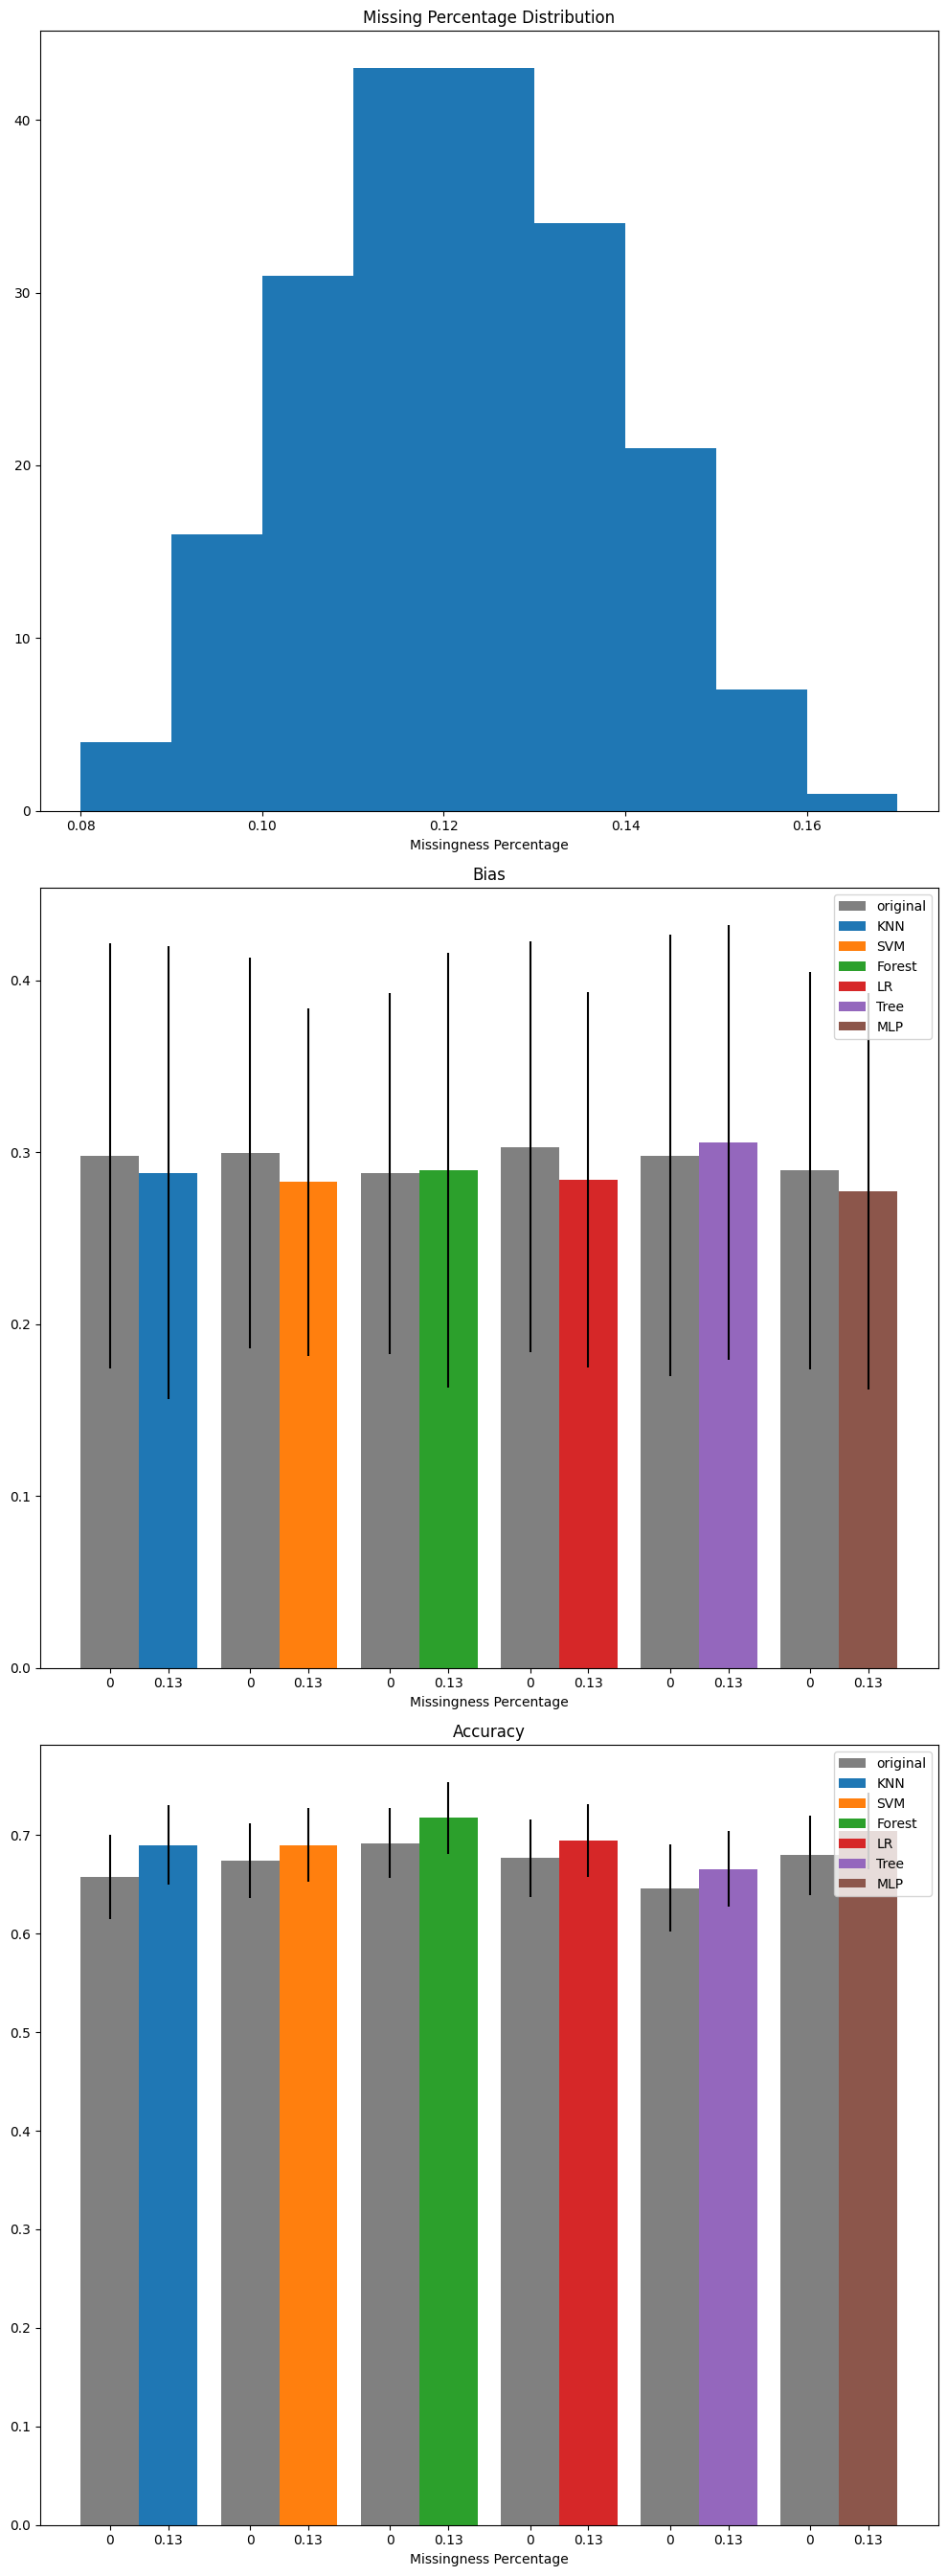 Missing Percentage Distribution
40
30
20
10
0
0.08 0.10 0.12 0.14 0.16
Missingness Percentage
Bias
original
KNN
SVM
Forest
LR
Tree
MLP
0.4
0.3
0.2
0.1
0.0
0 0.13 0 0.13 0 0.13 0 0.13 0 0.13 0 0.13
Missingness Percentage
Accuracy
original
KNN
SVM
Forest
LR
Tree
MLP
0.7
0.6
0.5
0.4
0.3
0.2
0.1
0.0
0 0.13 0 0.13 0 0.13 0 0.13 0 0.13 0 0.13
Missingness Percentage